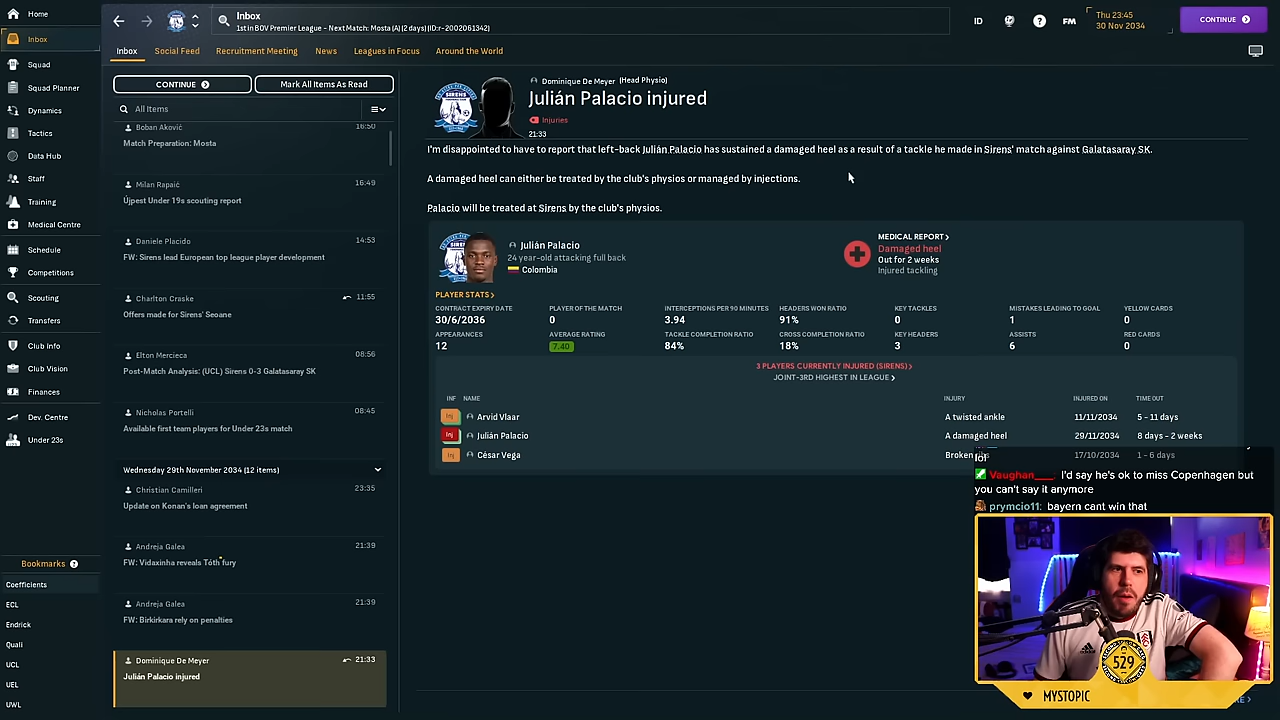 Home
Inbox
Squad
Squad Planner
Dynamics
Tactics
Data Hub
Staff
Training
Medical Centre
Schedule
Competitions
Scouting
Transfers
Club Info
Club Vision
Finances
Dev. Centre
Under 23s
Bookmarks
Coefficients
ECL
Endrick
Quali
UCL
UEL
UWL
Inbox
1st in BOV Premier League - Next Match: Mosta (A) (2 days) (ID:r-2002061342)
ID
FM
Thu 23:45
30 Nov 2034
CONTINUE
Inbox
Social Feed
Recruitment Meeting
News
Leagues in Focus
Around the World
CONTINUE
Mark All Items As Read
All Items
Boban Aković 16:50
Match Preparation: Mosta
Milan Rapaić 16:49
Újpest Under 19s scouting report
Daniele Placido 14:53
FW: Sirens lead European top league player development
Charlton Craske 11:55
Offers made for Sirens' Seoane
Elton Mercieca 08:56
Post-Match Analysis: (UCL) Sirens 0-3 Galatasaray SK
Nicholas Portelli 08:45
Available first team players for Under 23s match
Wednesday 29th November 2034 (12 items)
Christian Camilleri 23:35
Update on Konan's loan agreement
Andreja Galea 21:39
FW: Vidaxinha reveals Tóth fury
Andreja Galea 21:39
FW: Birkirkara rely on penalties
Dominique De Meyer 21:33
Julián Palacio injured
Dominique De Meyer (Head Physio)
Julián Palacio injured
Injuries
21:33
I'm disappointed to have to report that left-back Julián Palacio has sustained a damaged heel as a result of a tackle he made in Sirens' match against Galatasaray SK.
A damaged heel can either be treated by the club's physios or managed by injections.
Palacio will be treated at Sirens by the club's physios.
Julián Palacio
24 year-old attacking full back
Colombia
MEDICAL REPORT
Damaged heel
Out for 2 weeks
Injured tackling
PLAYER STATS
CONTRACT EXPIRY DATE PLAYER OF THE MATCH INTERCEPTIONS PER 90 MINUTES HEADERS WON RATIO KEY TACKLES MISTAKES LEADING TO GOAL YELLOW CARDS
30/6/2036 0 3.94 91% 0 1 0
APPEARANCES AVERAGE RATING TACKLE COMPLETION RATIO CROSS COMPLETION RATIO KEY HEADERS ASSISTS RED CARDS
12 7.40 84% 18% 3 6 0
3 PLAYERS CURRENTLY INJURED (SIRENS)
JOINT-3RD HIGHEST IN LEAGUE
INF NAME INJURY INJURED ON TIME OUT
Inj Arvid Vlaar A twisted ankle 11/11/2034 5 - 11 days
Inj Julián Palacio A damaged heel 29/11/2034 8 days - 2 weeks
Inj César Vega Broken 17/10/2034 1 - 6 days
lol
Vaughan___: I'd say he's ok to miss Copenhagen but
you can't say it anymore
prymcio11: bayern cant win that
529
MYSTOPIC